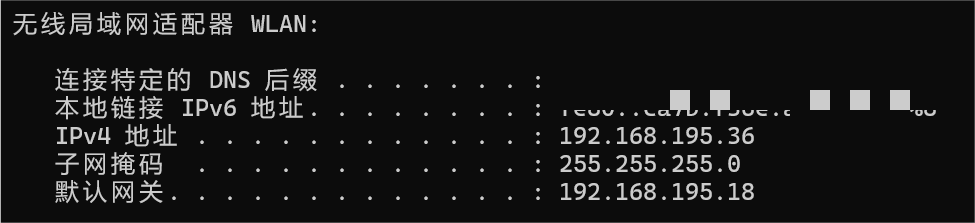 无线局域网适配器 WLAN:
连接特定的 DNS 后缀 . . . . . . . :
本地链接 IPv6 地址. . . . . . . . :
IPv4 地址 . . . . . . . . . . . . : 192.168.195.36
子网掩码 . . . . . . . . . . . . : 255.255.255.0
默认网关. . . . . . . . . . . . . : 192.168.195.18